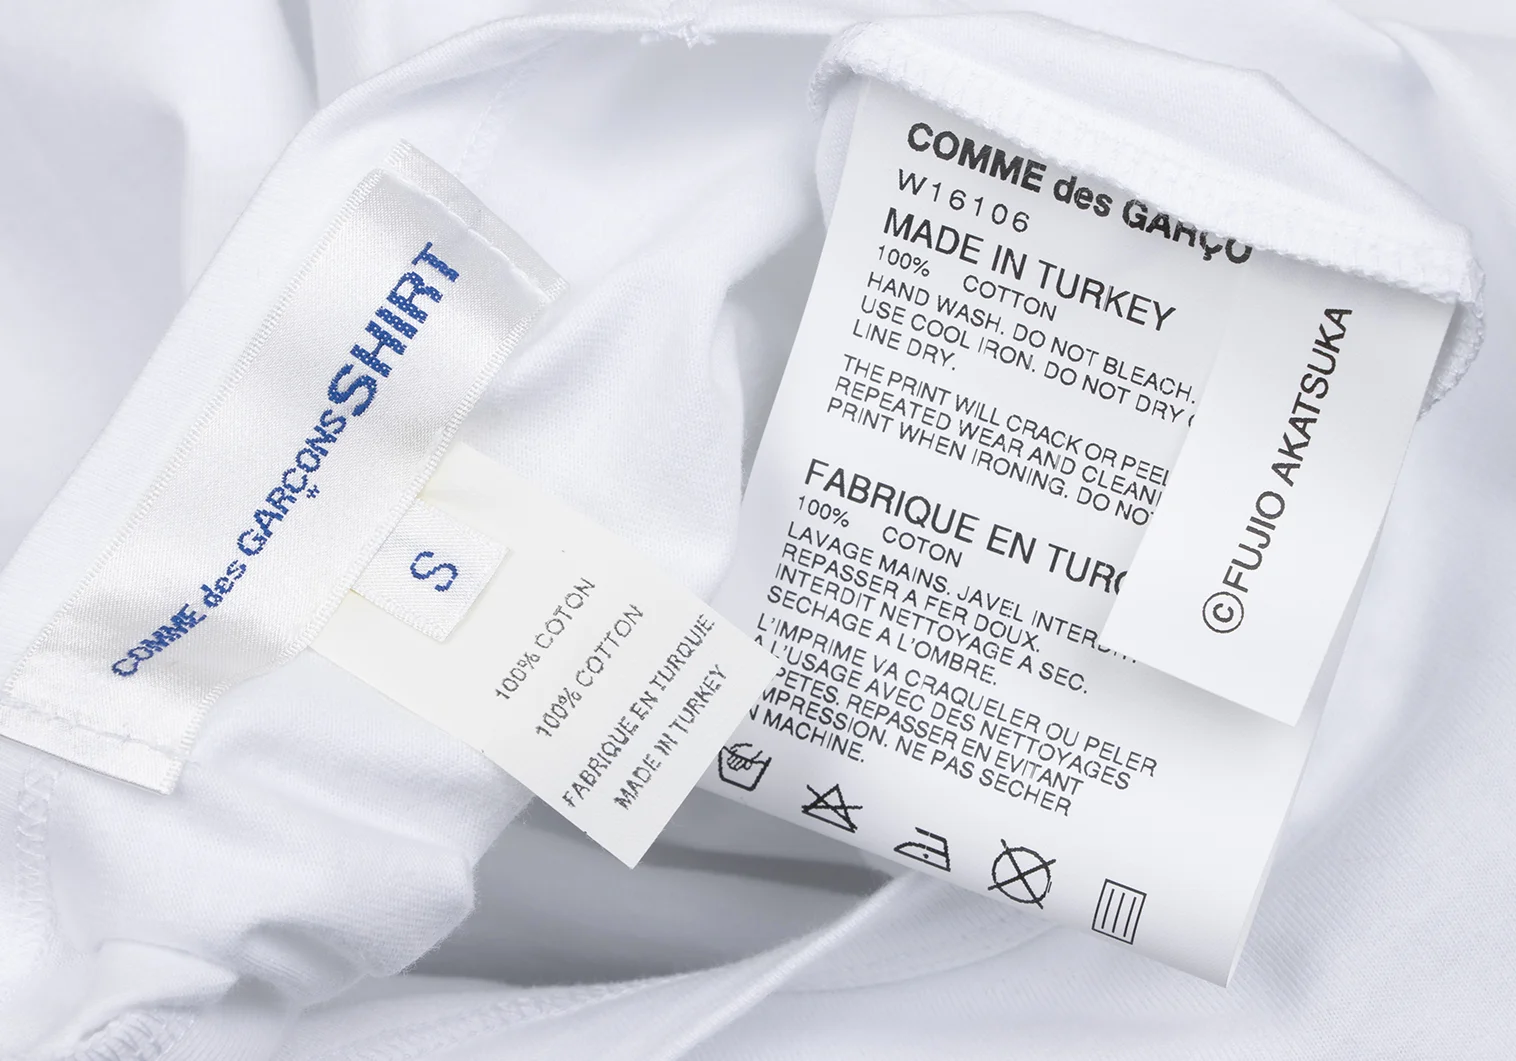 COMME des GARÇONS SHIRT
S
100% COTON
100% COTTON
FABRIQUE EN TURQUIE.
MADE IN TURKEY
COMME des GARÇO
W16106
MADE IN TURKEY
100% COTTON
HAND WASH. DO NOT BLEACH.
USE COOL IRON. DO NOT DRY
LINE DRY.
THE PRINT WILL CRACK OR PEEL
REPEATED WEAR AND CLEANI
PRINT WHEN IRONING. DO NO
FABRIQUE EN TURQ
100% COTON
LAVAGE MAINS. JAVEL INTERDIT.
REPASSER A FER DOUX.
INTERDIT NETTOYAGE A SEC.
SECHAGE A L'OMBRE.
L'IMPRIME VA CRAQUELER OU PELER
A L'USAGE AVEC DES NETTOYAGES
PETES. REPASSER EN EVITANT
MPRESSION. NE PAS SECHER
N MACHINE.
©FUJIO AKATSUKA